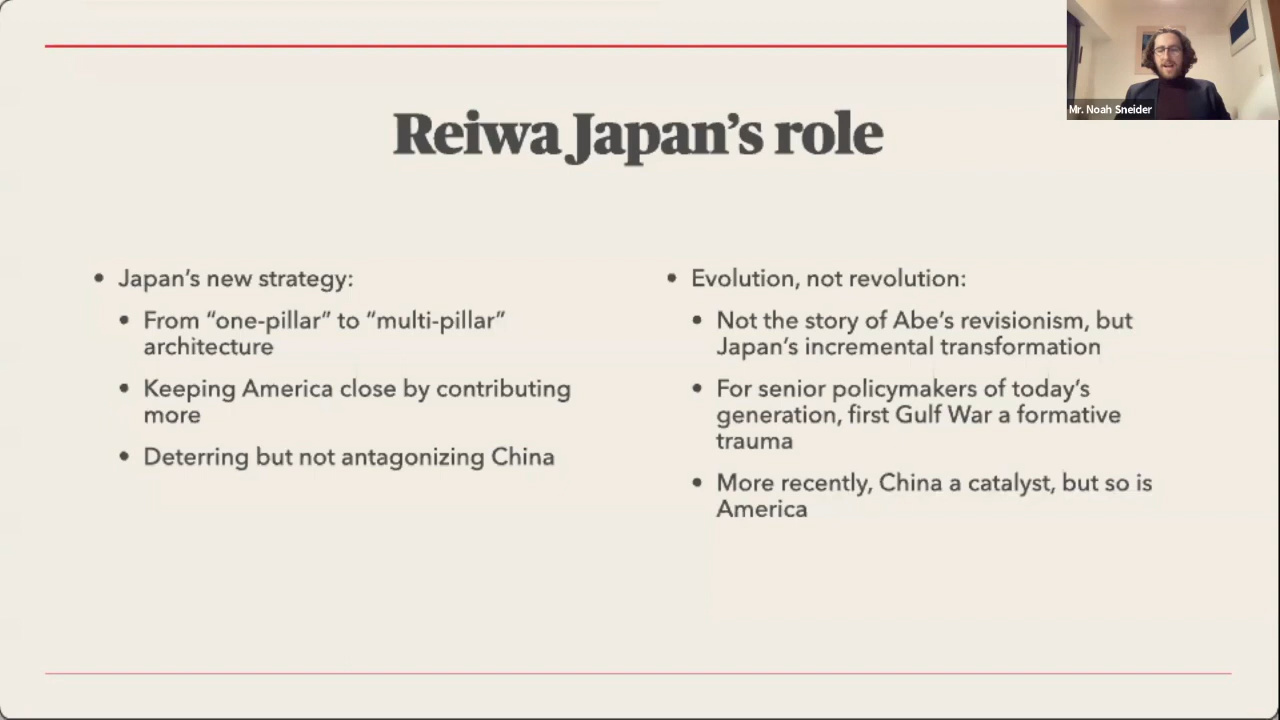 Mr. Noah Sneider
Reiwa Japan’s role
• Japan’s new strategy:
• From “one-pillar” to “multi-pillar”
architecture
• Keeping America close by contributing
more
• Deterring but not antagonizing China
• Evolution, not revolution:
• Not the story of Abe’s revisionism, but
Japan’s incremental transformation
• For senior policymakers of today’s
generation, first Gulf War a formative
trauma
• More recently, China a catalyst, but so is
America